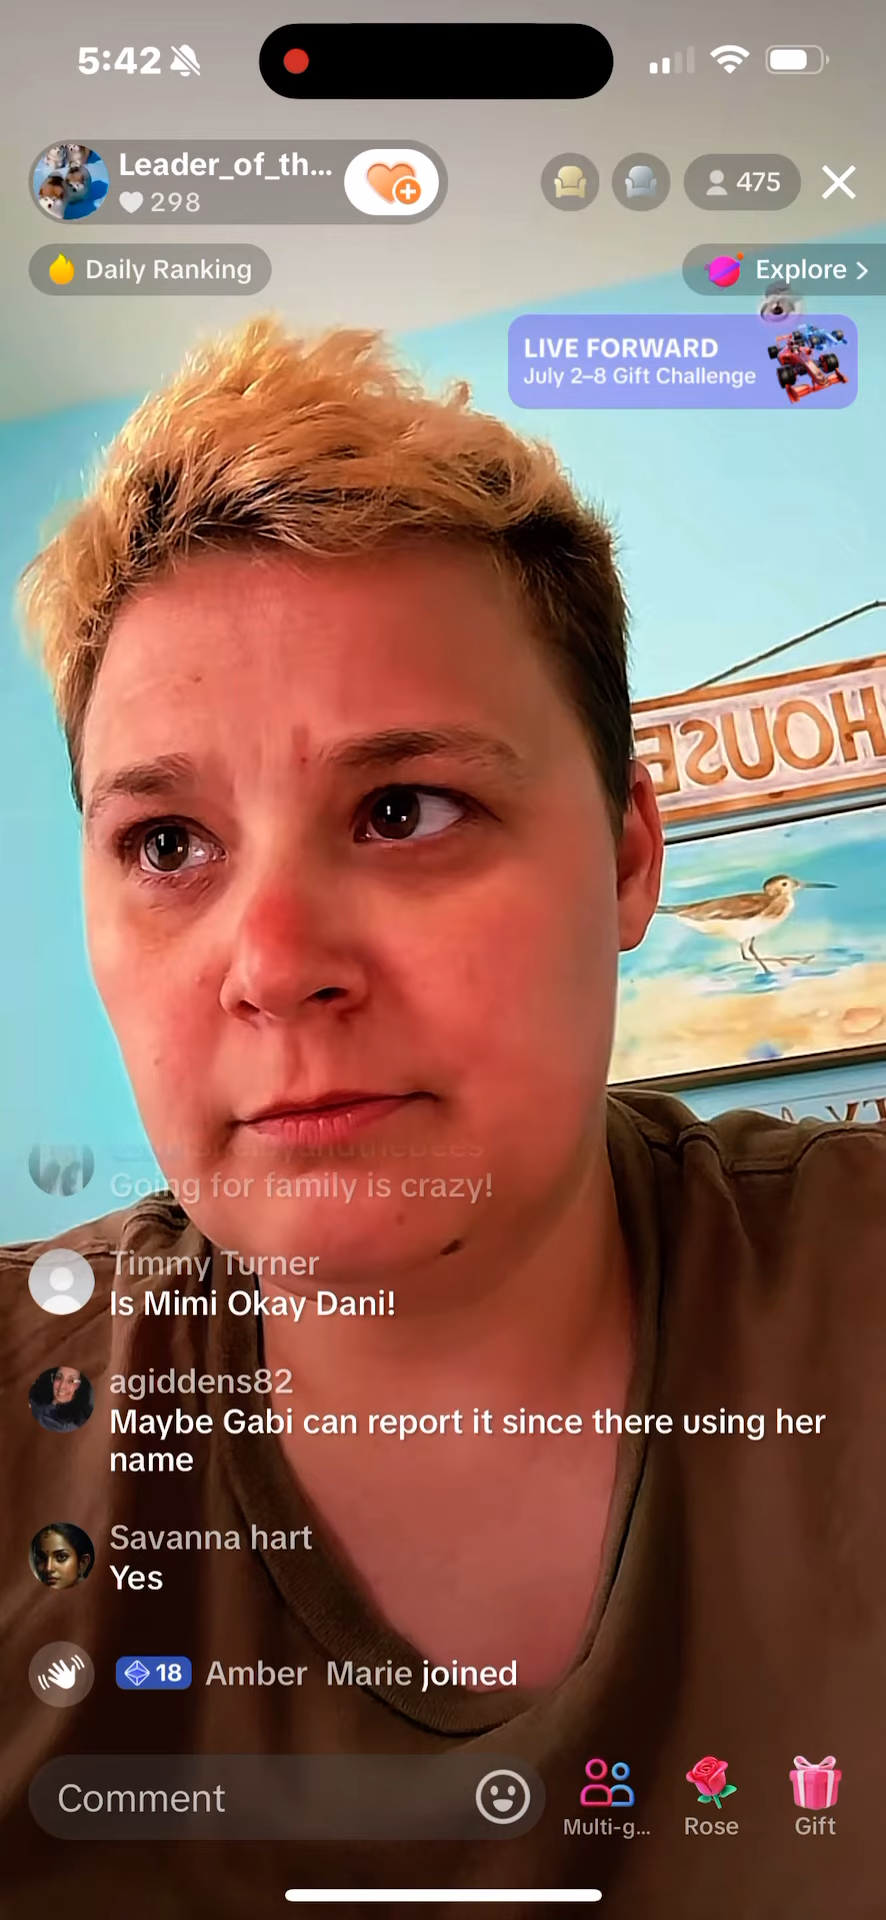 5:42
Leader_of_th...
298
475
Daily Ranking
Explore
LIVE FORWARD
July 2–8 Gift Challenge
HOUSE
Going for family is crazy!
Timmy Turner
Is Mimi Okay Dani!
agiddens82
Maybe Gabi can report it since there using her
name
Savanna hart
Yes
18 Amber Marie joined
Comment
Multi-g...
Rose
Gift